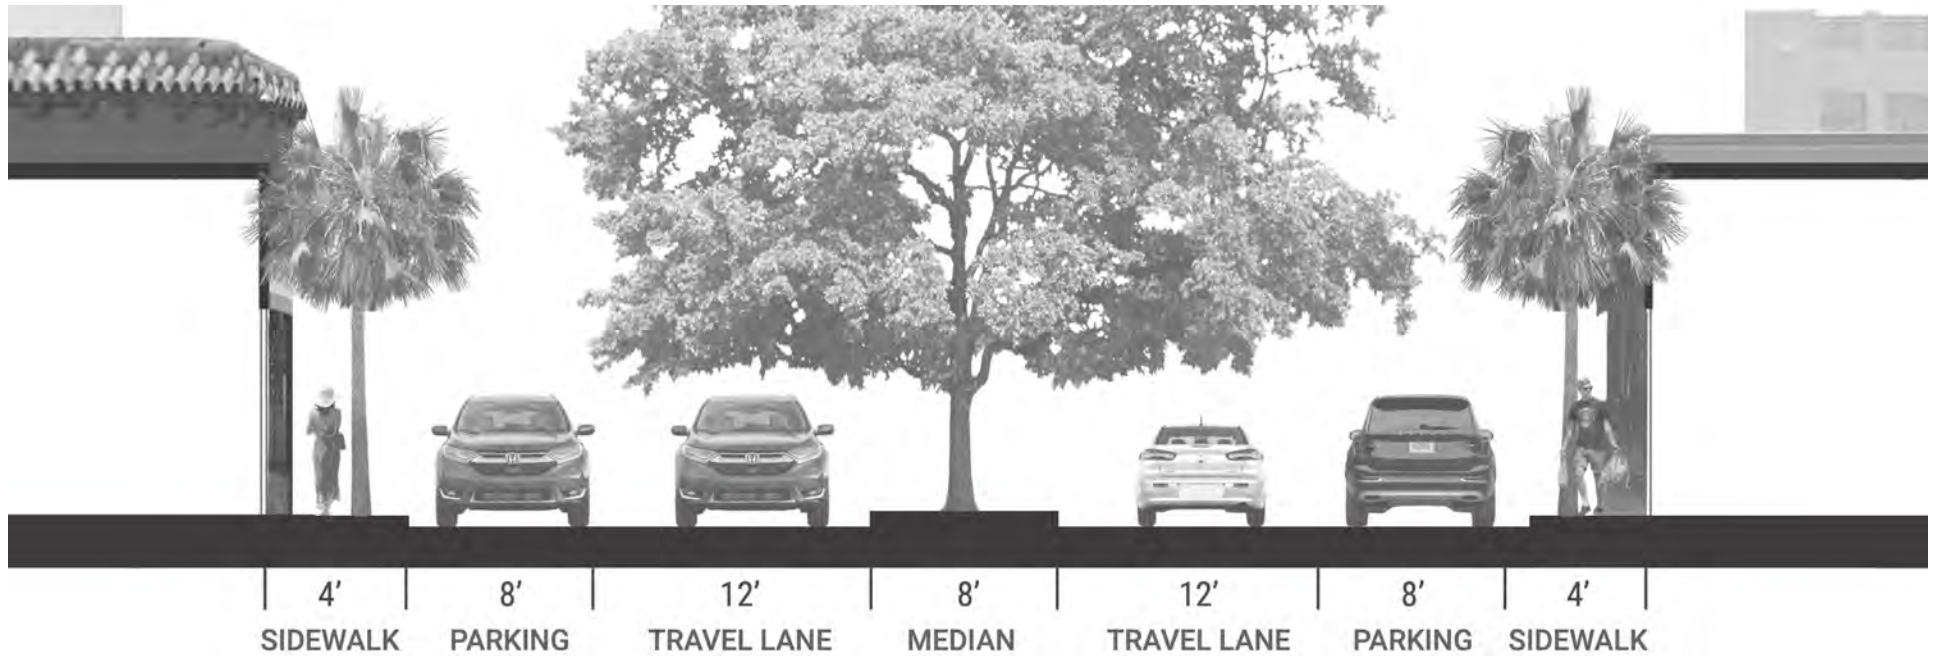 4’ 8’ 12’ 8’ 12’ 8’ 4’
SIDEWALK PARKING TRAVEL LANE MEDIAN TRAVEL LANE PARKING SIDEWALK